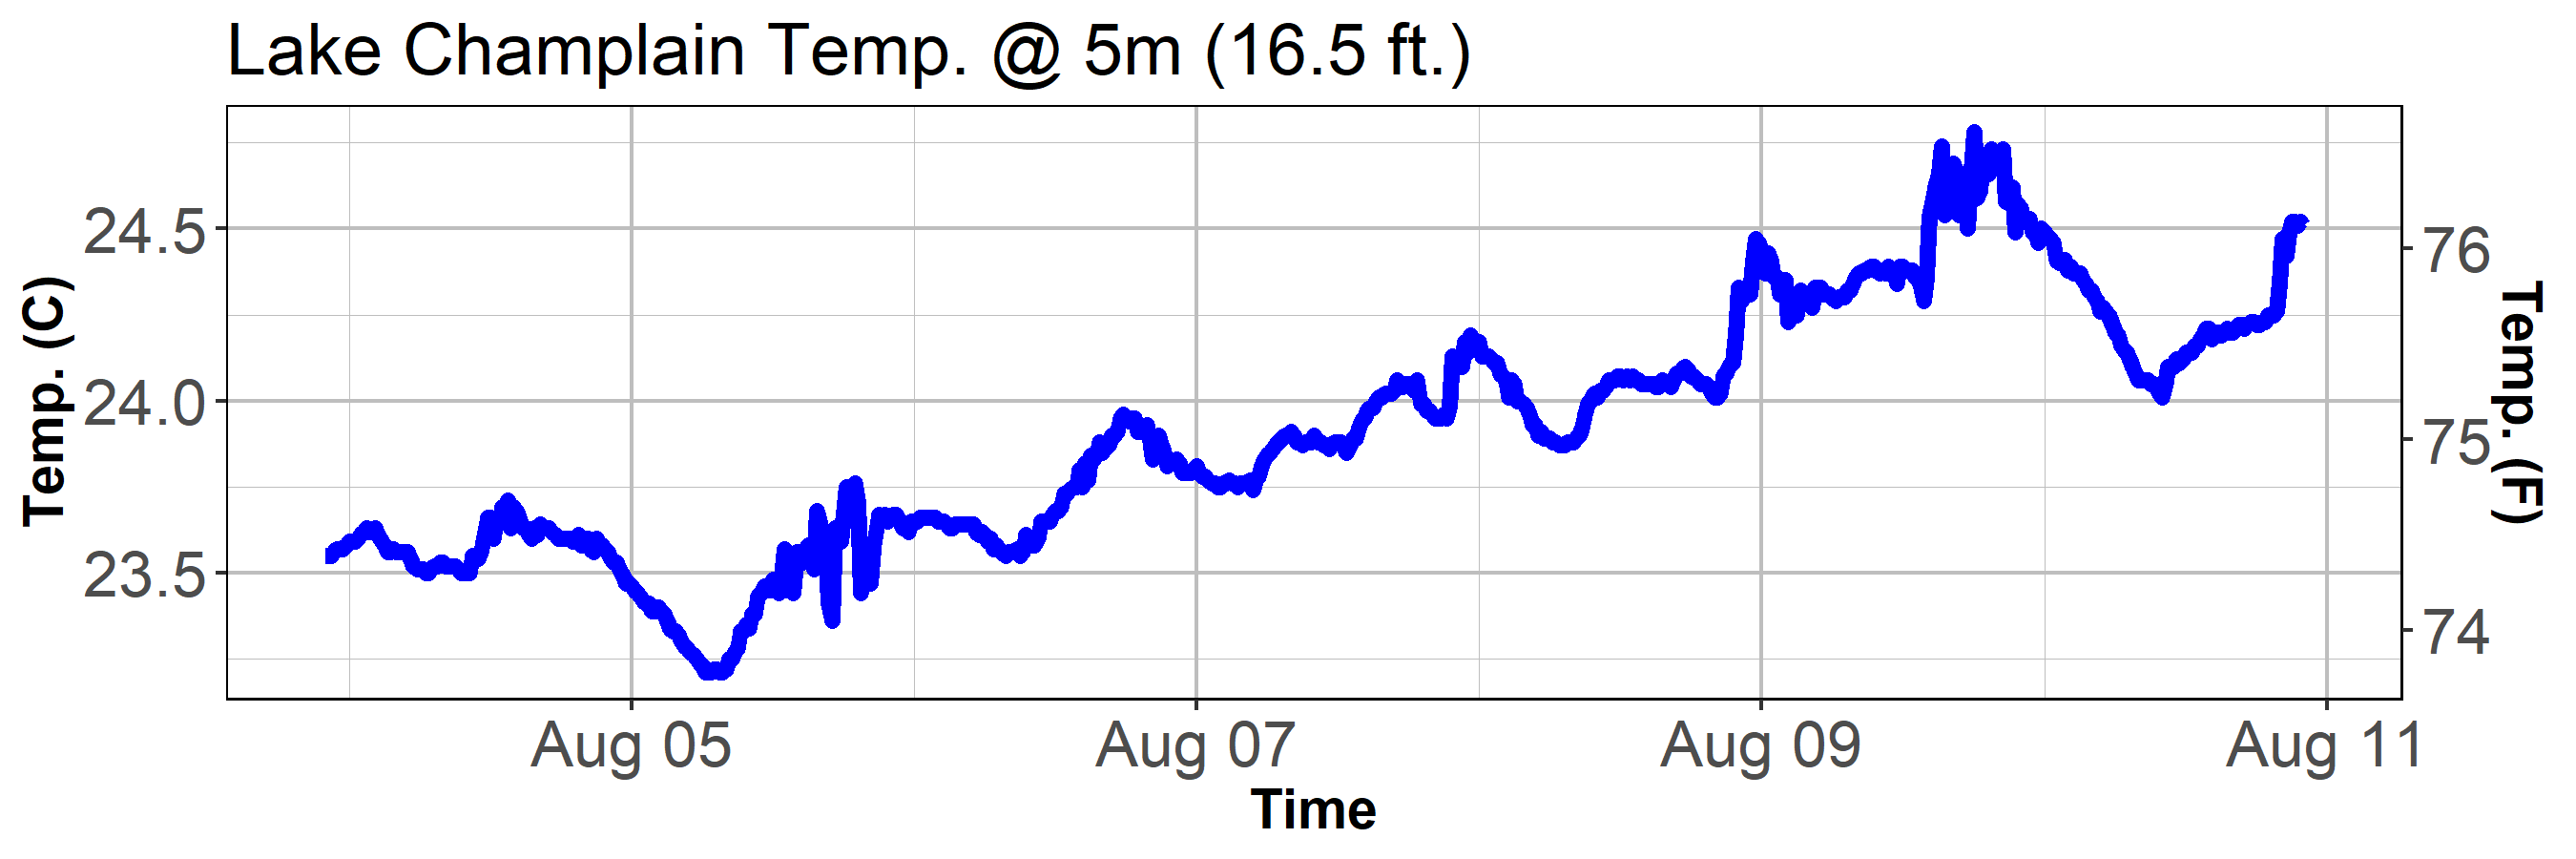 Lake Champlain Temp. @ 5m (16.5 ft.)
Temp. (C)
24.5
24.0
23.5
76
75
74
Temp. (F)
Aug 05
Aug 07
Aug 09
Aug 11
Time